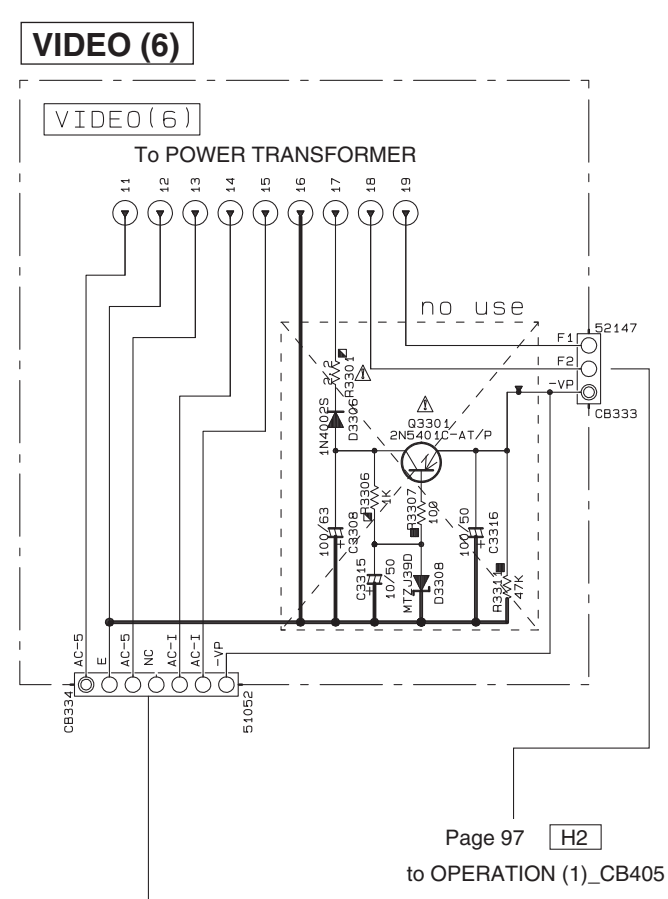 VIDEO (6)
VIDEO(6)
To POWER TRANSFORMER
11
12
13
14
15
16
17
18
19
no use
52147
F1
F2
-VP
CB333
2.2
R3301
1N4002S
D3306
Q3301
2N5401C-AT/P
R3306
1K
R3307
100
100/63
C3308
C3315
10/50
MTZJ39D
D3308
100/50
C3316
R3311
47K
AC-5
E
AC-5
NC
AC-I
AC-I
-VP
CB334
51052
Page 97 H2
to OPERATION (1)_CB405